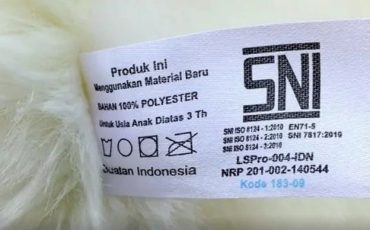 Produk Ini
Menggunakan Material Baru
BAHAN 100% POLYESTER
Untuk Usia Anak Diatas 3 Th
Buatan Indonesia
SNI
SNI ISO 8124 - 1:2010 EN71-5
SNI ISO 8124 - 2:2010 SNI 7617:2019
SNI ISO 8124 - 3:2010
LSPro-004-IDN
NRP 201-002-140544
Kode 183-09